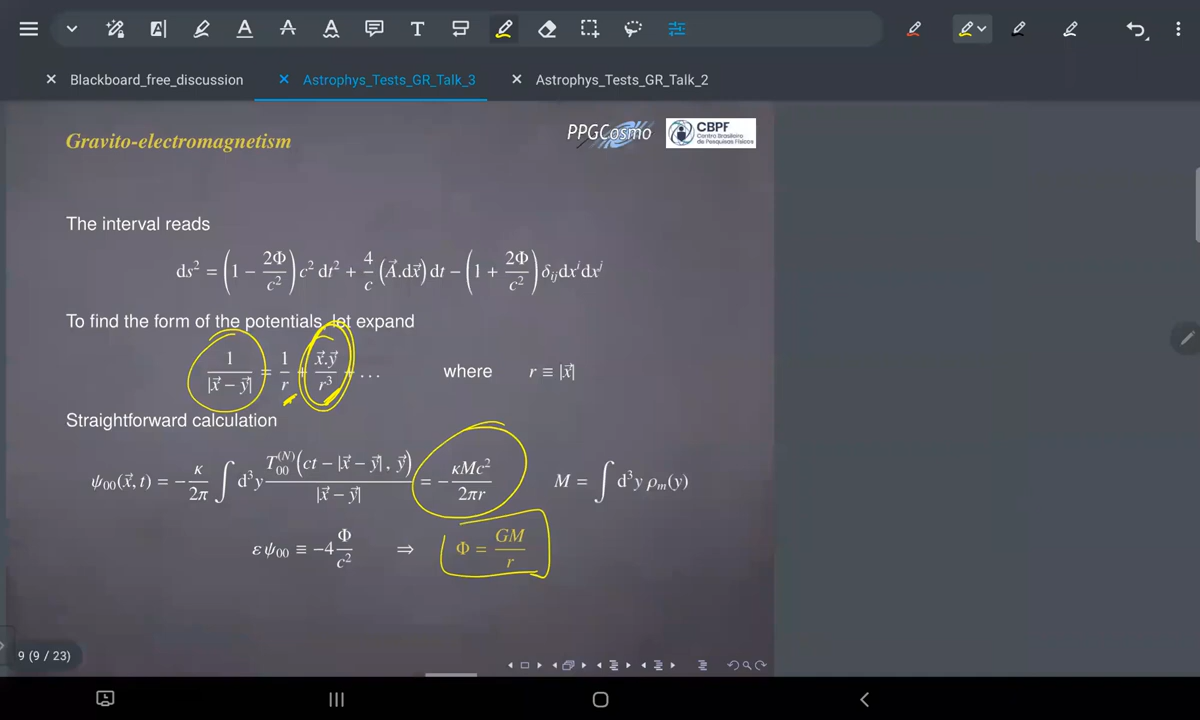 Blackboard_free_discussion Astrophys_Tests_GR_Talk_3 Astrophys_Tests_GR_Talk_2
Gravito-electromagnetism
PPGCosmo
CBPF
Centro Brasileiro
de Pesquisas Físicas
The interval reads
ds² = (1 − 2Φ/c²) c² dt² + 4/c (A⃗.dx⃗) dt − (1 + 2Φ/c²) δᵢⱼdxⁱdxʲ
To find the form of the potentials, let expand
1/|x⃗ − y⃗| = 1/r + x⃗.y⃗/r³ + … where r ≡ |x⃗|
Straightforward calculation
ψ₀₀(x⃗, t) = − κ/2π ∫ d³y T₀₀⁽ᴺ⁾(ct − |x⃗ − y⃗|, y⃗)/|x⃗ − y⃗| = − κMc²/2πr M = ∫ d³y ρₘ(y)
εψ₀₀ ≡ −4 Φ/c² ⇒ Φ = GM/r
9 (9 / 23)